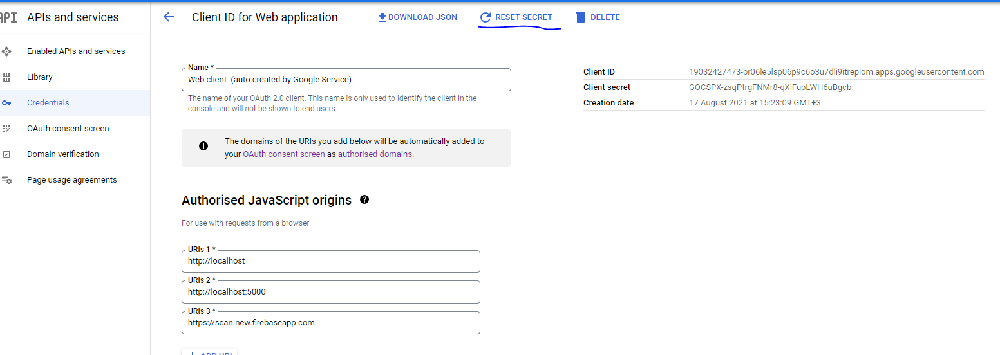 API APIs and services
Client ID for Web application
DOWNLOAD JSON
RESET SECRET
DELETE
Enabled APIs and services
Library
Credentials
OAuth consent screen
Domain verification
Page usage agreements
Name *
Web client (auto created by Google Service)
The name of your OAuth 2.0 client. This name is only used to identify the client in the
console and will not be shown to end users.
The domains of the URIs you add below will be automatically added to
your OAuth consent screen as authorised domains.
Client ID 19032427473-br06le5lsp06p9c6o3u7dli9itreplom.apps.googleusercontent.com
Client secret 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
Creation date 17 August 2021 at 15:23:09 GMT+3
Authorised JavaScript origins
For use with requests from a browser
URIs 1 *
http://localhost
URIs 2 *
http://localhost:5000
URIs 3 *
https://scan-new.firebaseapp.com
ADD URI